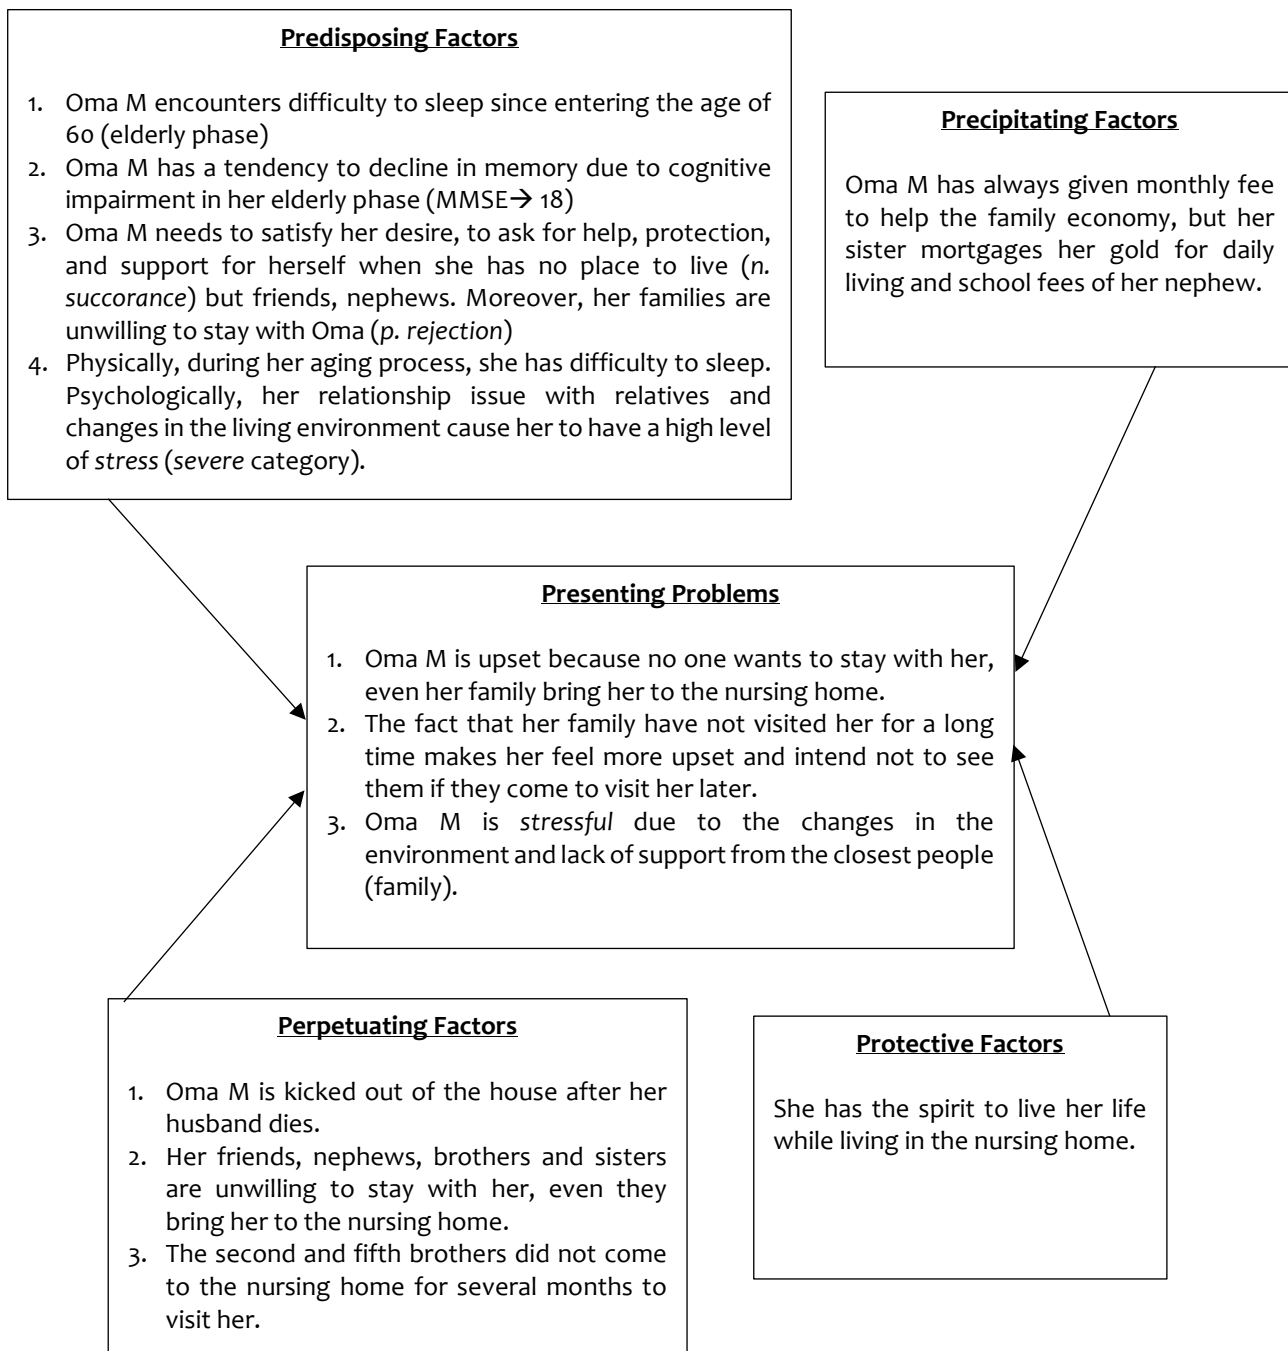 Predisposing Factors
1. Oma M encounters difficulty to sleep since entering the age of
60 (elderly phase)
2. Oma M has a tendency to decline in memory due to cognitive
impairment in her elderly phase (MMSE→ 18)
3. Oma M needs to satisfy her desire, to ask for help, protection,
and support for herself when she has no place to live (n.
succorance) but friends, nephews. Moreover, her families are
unwilling to stay with Oma (p. rejection)
4. Physically, during her aging process, she has difficulty to sleep.
Psychologically, her relationship issue with relatives and
changes in the living environment cause her to have a high level
of stress (severe category).
Precipitating Factors
Oma M has always given monthly fee
to help the family economy, but her
sister mortgages her gold for daily
living and school fees of her nephew.
Presenting Problems
1. Oma M is upset because no one wants to stay with her,
even her family bring her to the nursing home.
2. The fact that her family have not visited her for a long
time makes her feel more upset and intend not to see
them if they come to visit her later.
3. Oma M is stressful due to the changes in the
environment and lack of support from the closest people
(family).
Perpetuating Factors
1. Oma M is kicked out of the house after her
husband dies.
2. Her friends, nephews, brothers and sisters
are unwilling to stay with her, even they
bring her to the nursing home.
3. The second and fifth brothers did not come
to the nursing home for several months to
visit her.
Protective Factors
She has the spirit to live her life
while living in the nursing home.